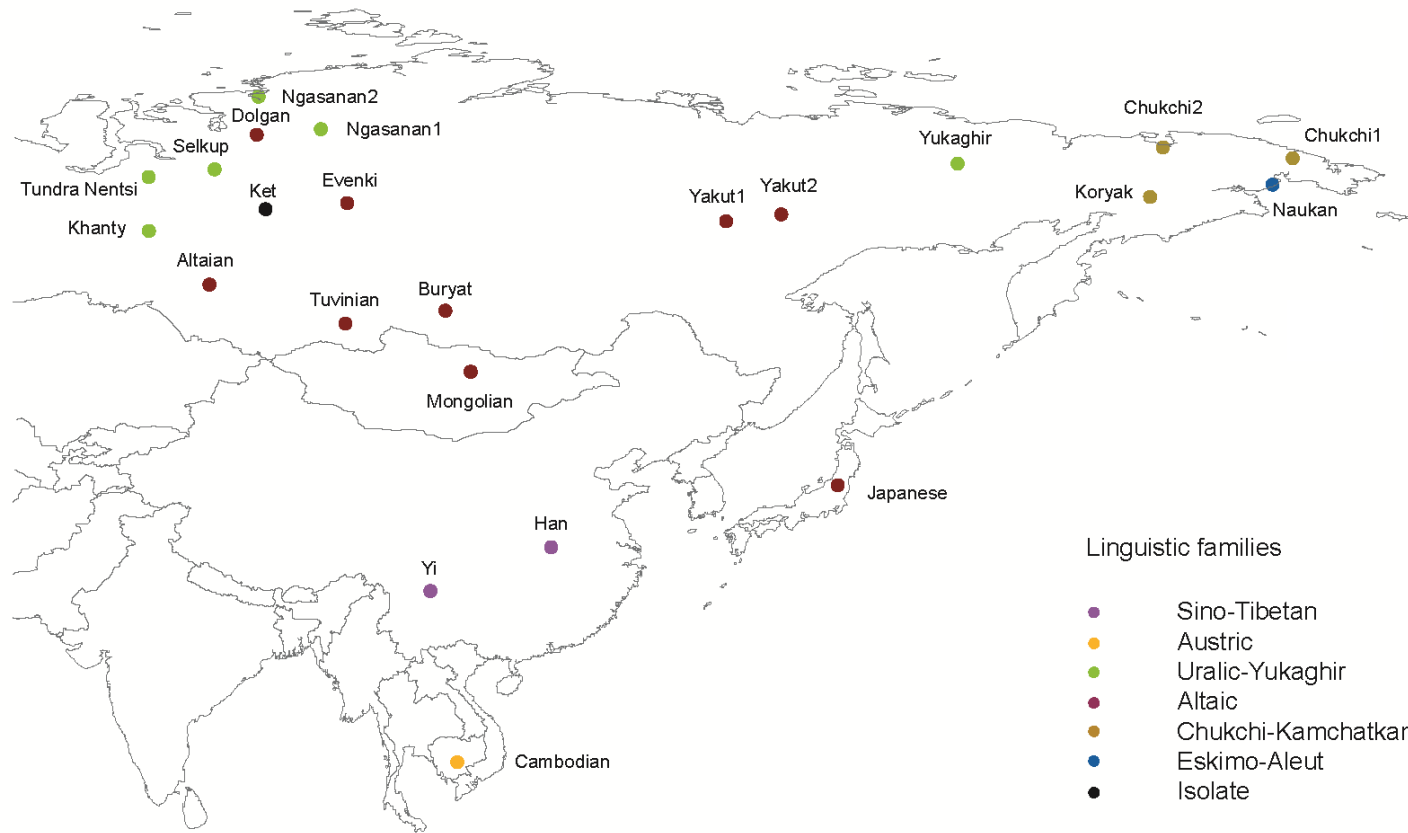 Ngasanan2
Chukchi2
Dolgan
Ngasanan1
Chukchi1
Selkup
Yukaghir
Tundra Nentsi
Ket
Evenki
Yakut1
Yakut2
Koryak
Naukan
Khanty
Altaian
Tuvinian
Buryat
Mongolian
Japanese
Han
Yi
Cambodian
Linguistic families
Sino-Tibetan
Austric
Uralic-Yukaghir
Altaic
Chukchi-Kamchatkar
Eskimo-Aleut
Isolate